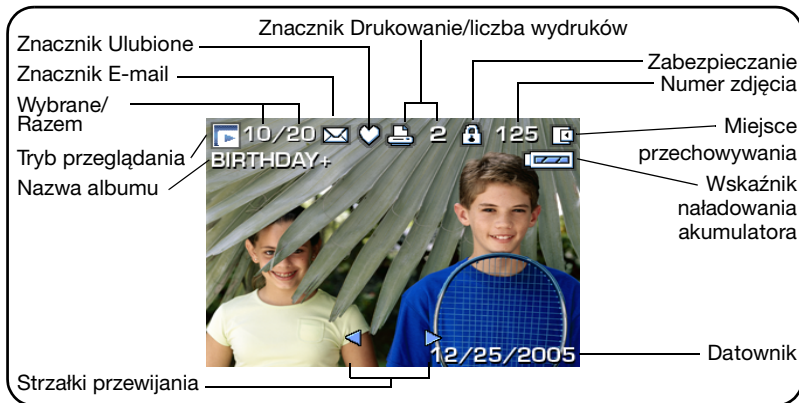 Znacznik Drukowanie/liczba wydruków
Znacznik Ulubione
Znacznik E-mail
Wybrane/
Razem
Tryb przeglądania
Nazwa albumu
Strzałki przewijania
Zabezpieczanie
Numer zdjęcia
Miejsce
przechowywania
Wskaźnik
naładowania
akumulatora
Datownik
10/20 2 125
BIRTHDAY+
12/25/2005